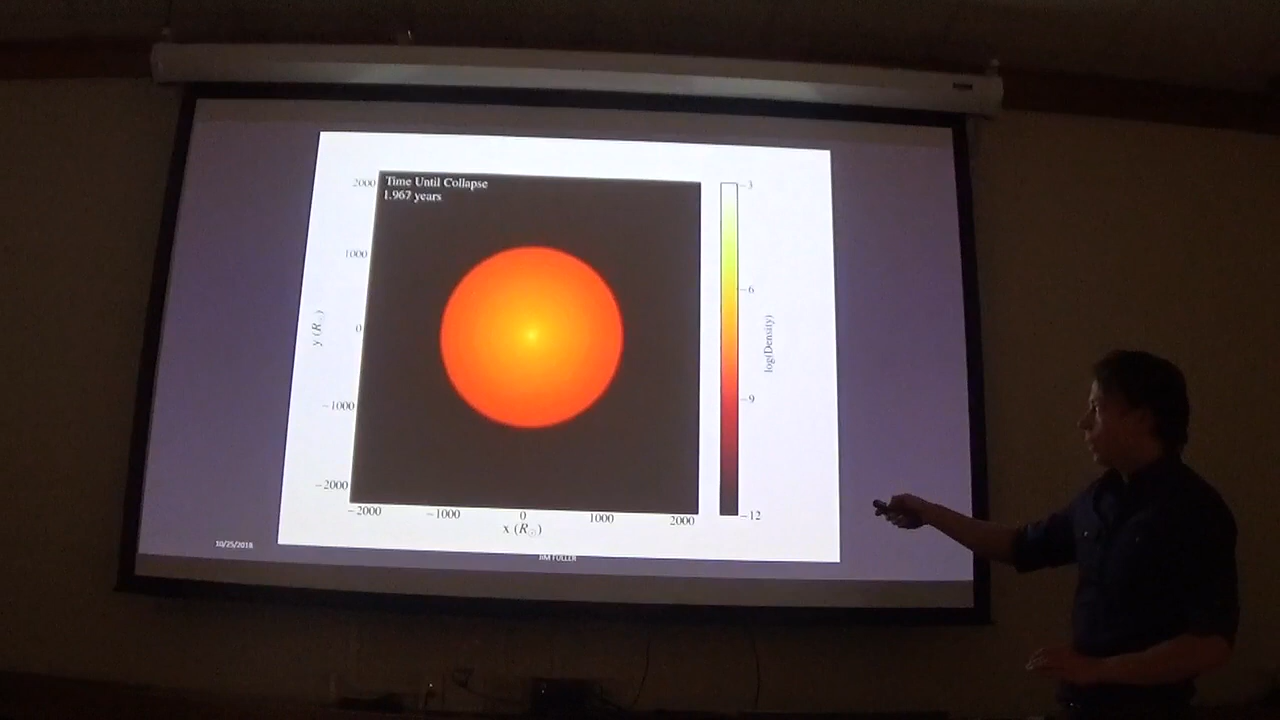 Time Until Collapse
1.967 years
2000
1000
0
−1000
−2000
y (R☉)
−2000
−1000
0
1000
2000
x (R☉)
−3
−6
−9
−12
log(Density)
10/25/2018
JIM FULLER